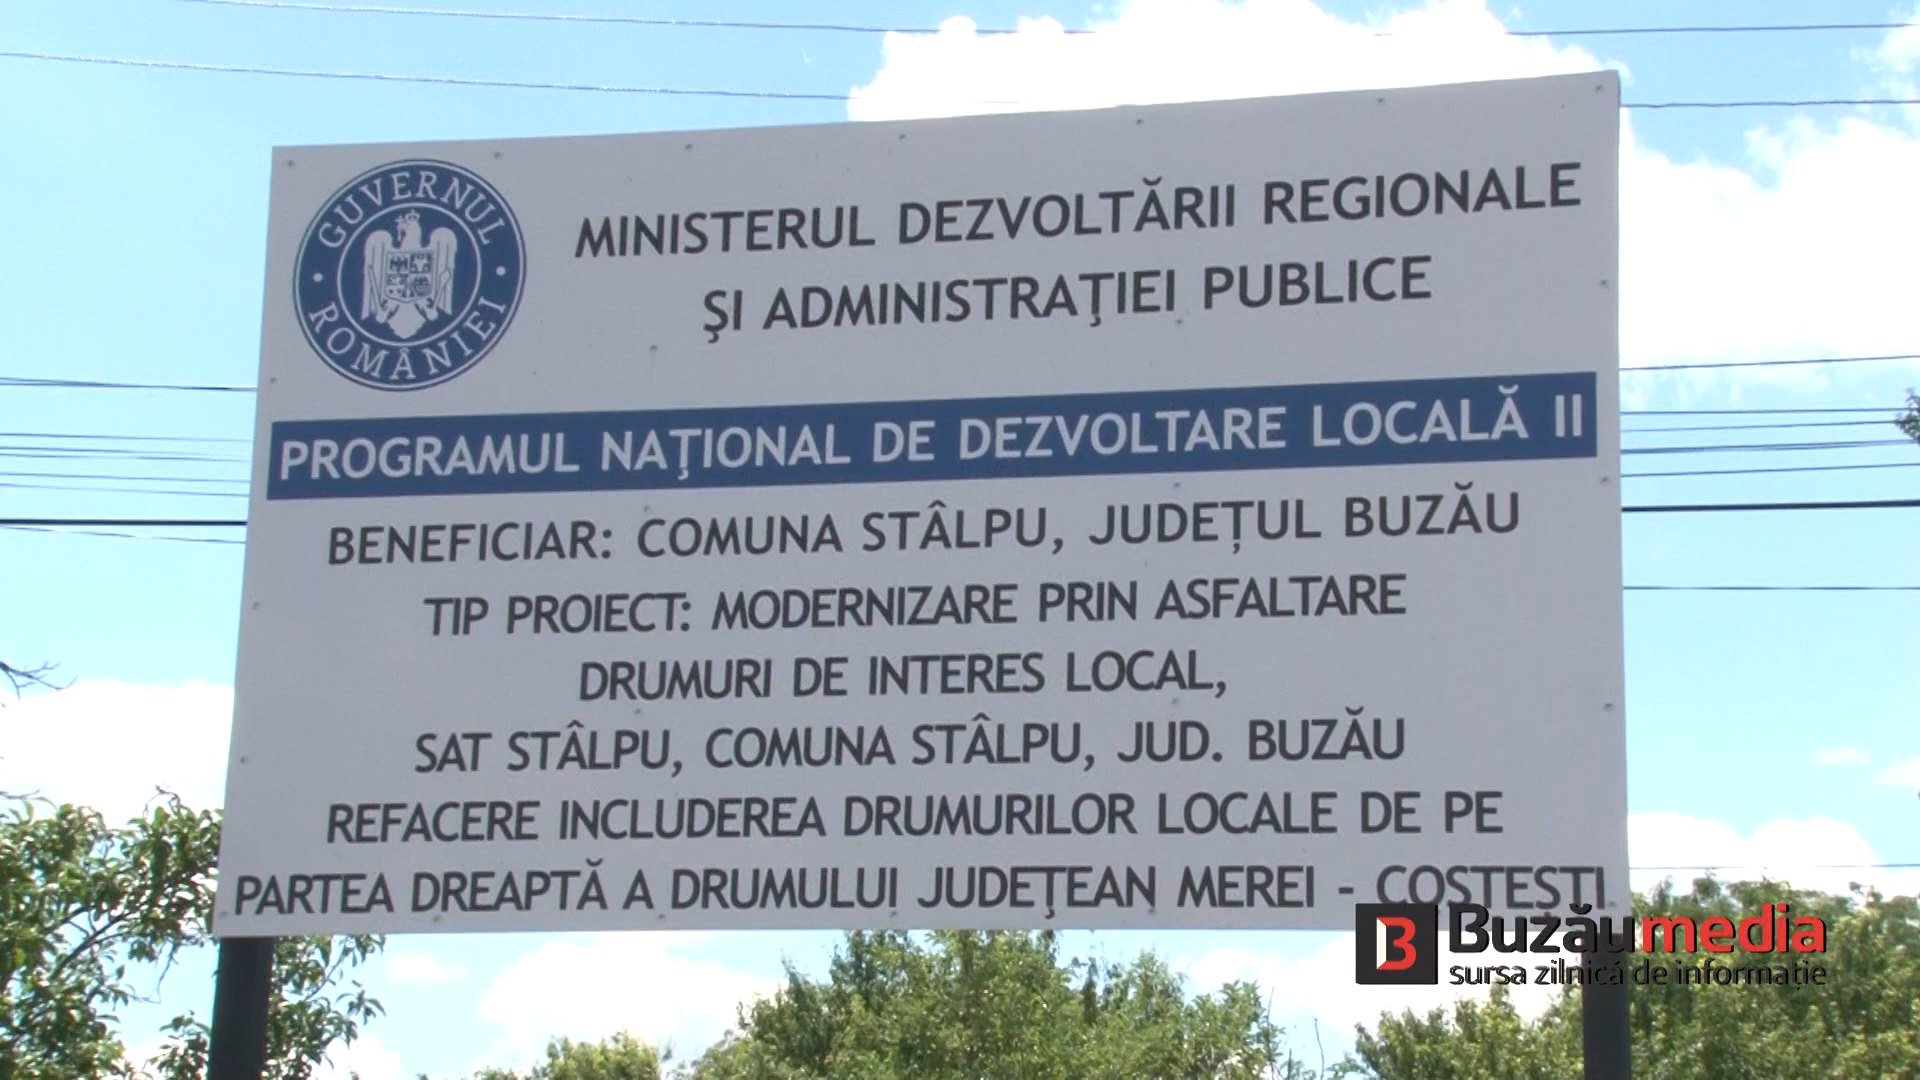 GUVERNUL
ROMÂNIEI
MINISTERUL DEZVOLTĂRII REGIONALE
ŞI ADMINISTRAŢIEI PUBLICE
PROGRAMUL NAŢIONAL DE DEZVOLTARE LOCALĂ II
BENEFICIAR: COMUNA STÂLPU, JUDEȚUL BUZĂU
TIP PROIECT: MODERNIZARE PRIN ASFALTARE
DRUMURI DE INTERES LOCAL,
SAT STÂLPU, COMUNA STÂLPU, JUD. BUZĂU
REFACERE INCLUDEREA DRUMURILOR LOCALE DE PE
PARTEA DREAPTĂ A DRUMULUI JUDEŢEAN MEREI - COSTEȘTI
B Buzăumedia
sursa zilnică de informație